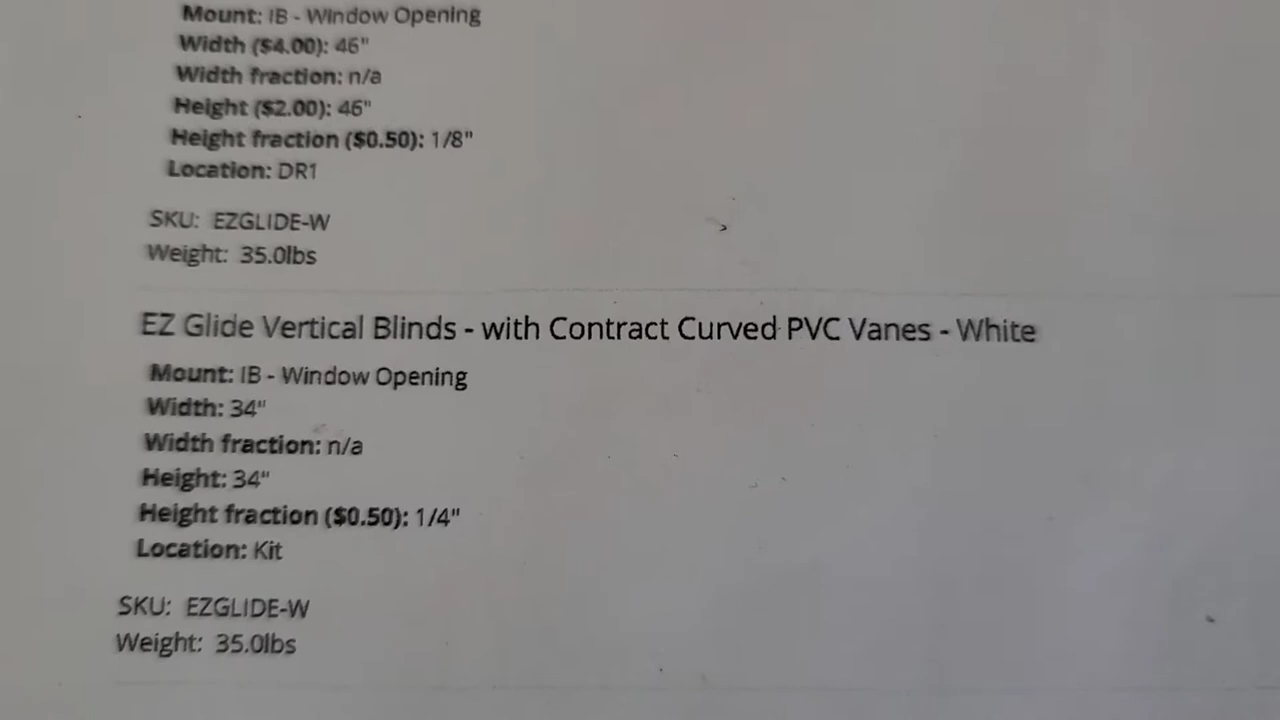 Mount: IB - Window Opening
Width ($4.00): 46"
Width fraction: n/a
Height ($2.00): 46"
Height fraction ($0.50): 1/8"
Location: DR1
SKU: EZGLIDE-W
Weight: 35.0lbs
EZ Glide Vertical Blinds - with Contract Curved PVC Vanes - White
Mount: IB - Window Opening
Width: 34"
Width fraction: n/a
Height: 34"
Height fraction ($0.50): 1/4"
Location: Kit
SKU: EZGLIDE-W
Weight: 35.0lbs